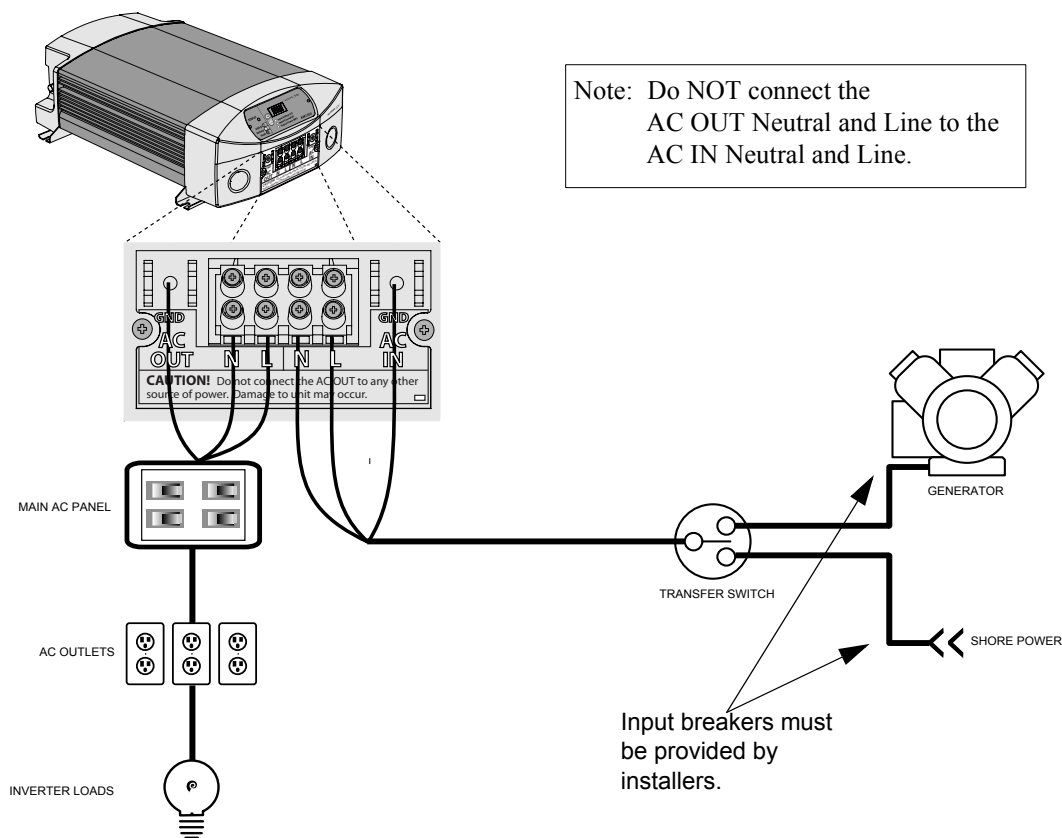 Note: Do NOT connect the
AC OUT Neutral and Line to the
AC IN Neutral and Line.
GND
GND
AC
OUT
N
L
N
L
AC
IN
CAUTION! Do not connect the AC OUT to any other
source of power. Damage to unit may occur.
MAIN AC PANEL
GENERATOR
TRANSFER SWITCH
AC OUTLETS
SHORE POWER
Input breakers must
be provided by
installers.
INVERTER LOADS